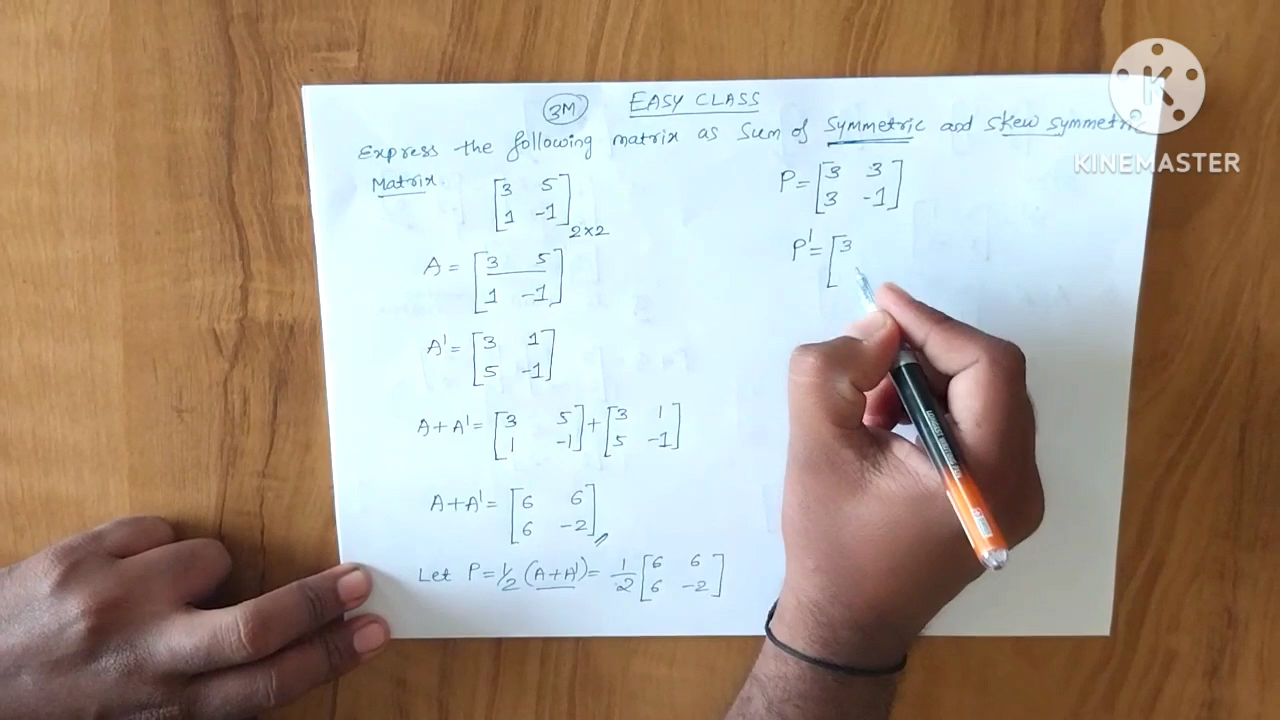 3M EASY CLASS
Express the following matrix as sum of symmetric and skew symmetric
Matrix.
[3 5
1 -1] 2×2
A = [3 5
1 -1]
A' = [3 1
5 -1]
A+A' = [3 5
1 -1] + [3 1
5 -1]
A+A' = [6 6
6 -2]
Let P = 1/2 (A+A') = 1/2 [6 6
6 -2]
P = [3 3
3 -1]
P' = [3
K
KINEMASTER